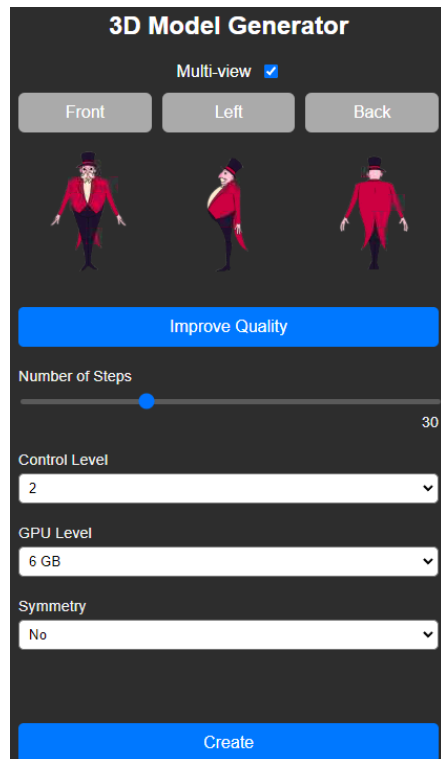 3D Model Generator
Multi-view
Front Left Back
Improve Quality
Number of Steps
30
Control Level
2
GPU Level
6 GB
Symmetry
No
Create